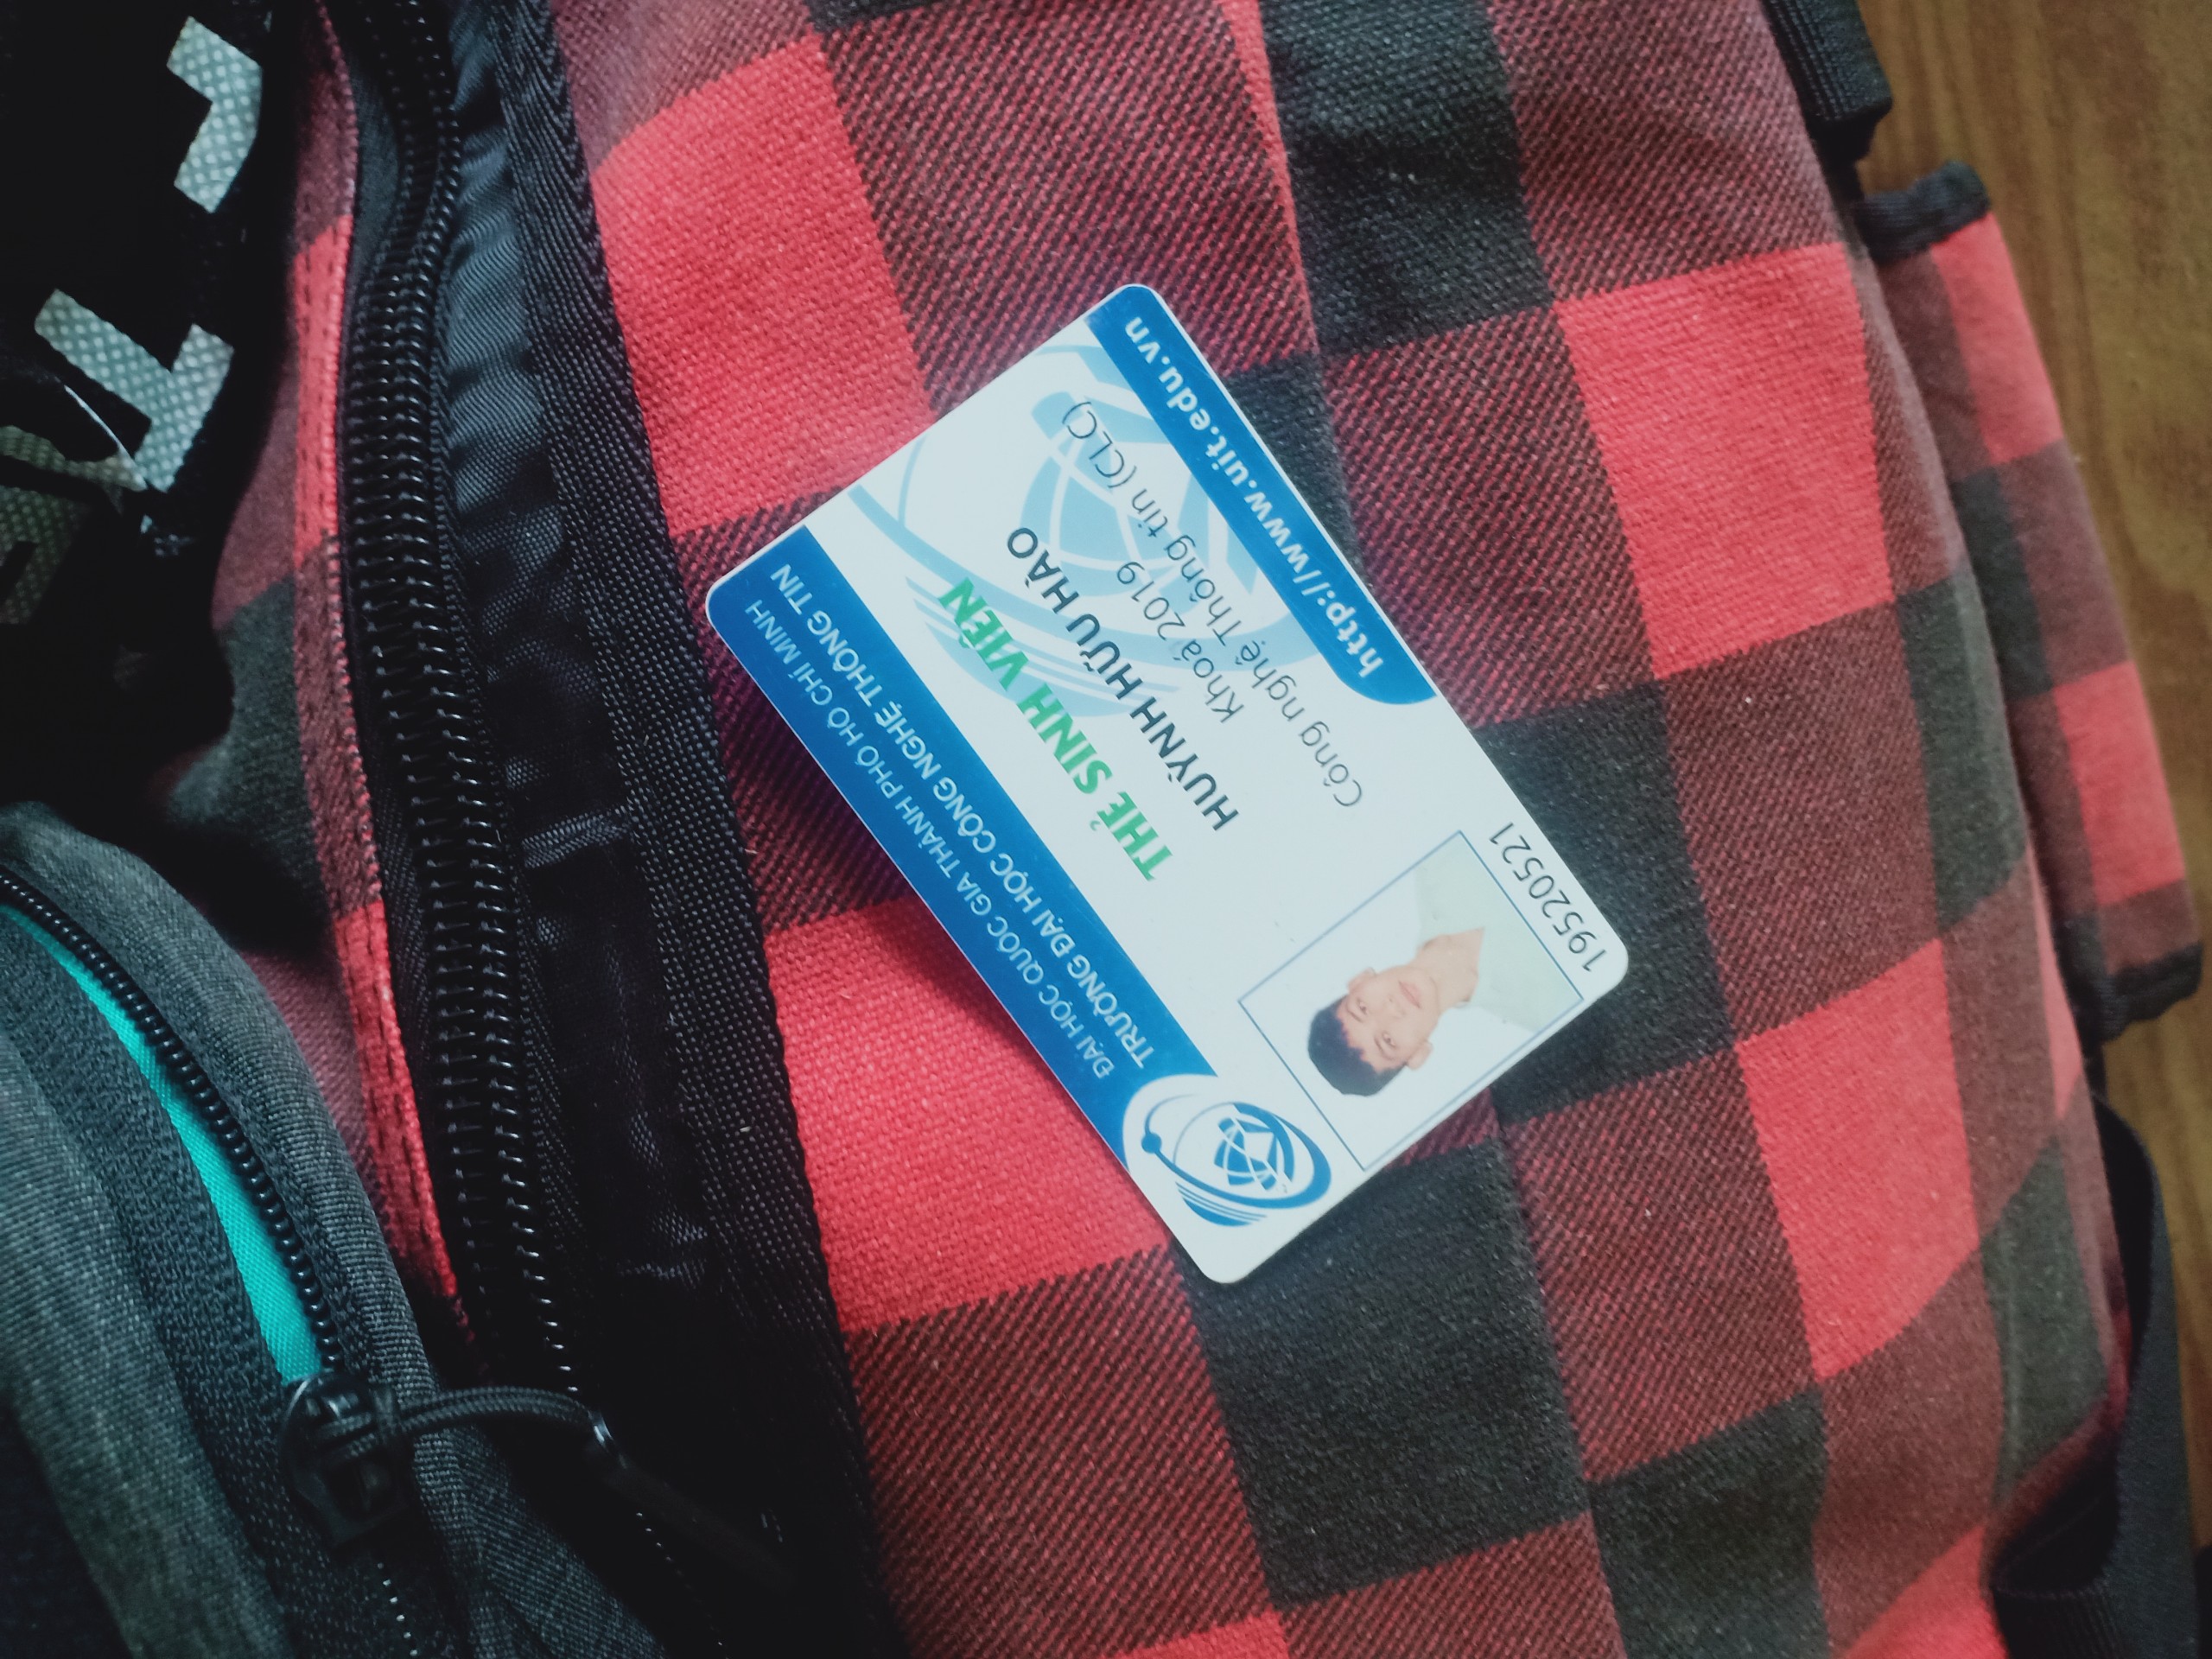 ĐẠI HỌC QUỐC GIA THÀNH PHỐ HỒ CHÍ MINH
TRƯỜNG ĐẠI HỌC CÔNG NGHỆ THÔNG TIN
THẺ SINH VIÊN
HUỲNH HỮU HÀO
Khoá 2019
Công nghệ Thông tin (CLC)
19520521
http://www.uit.edu.vn